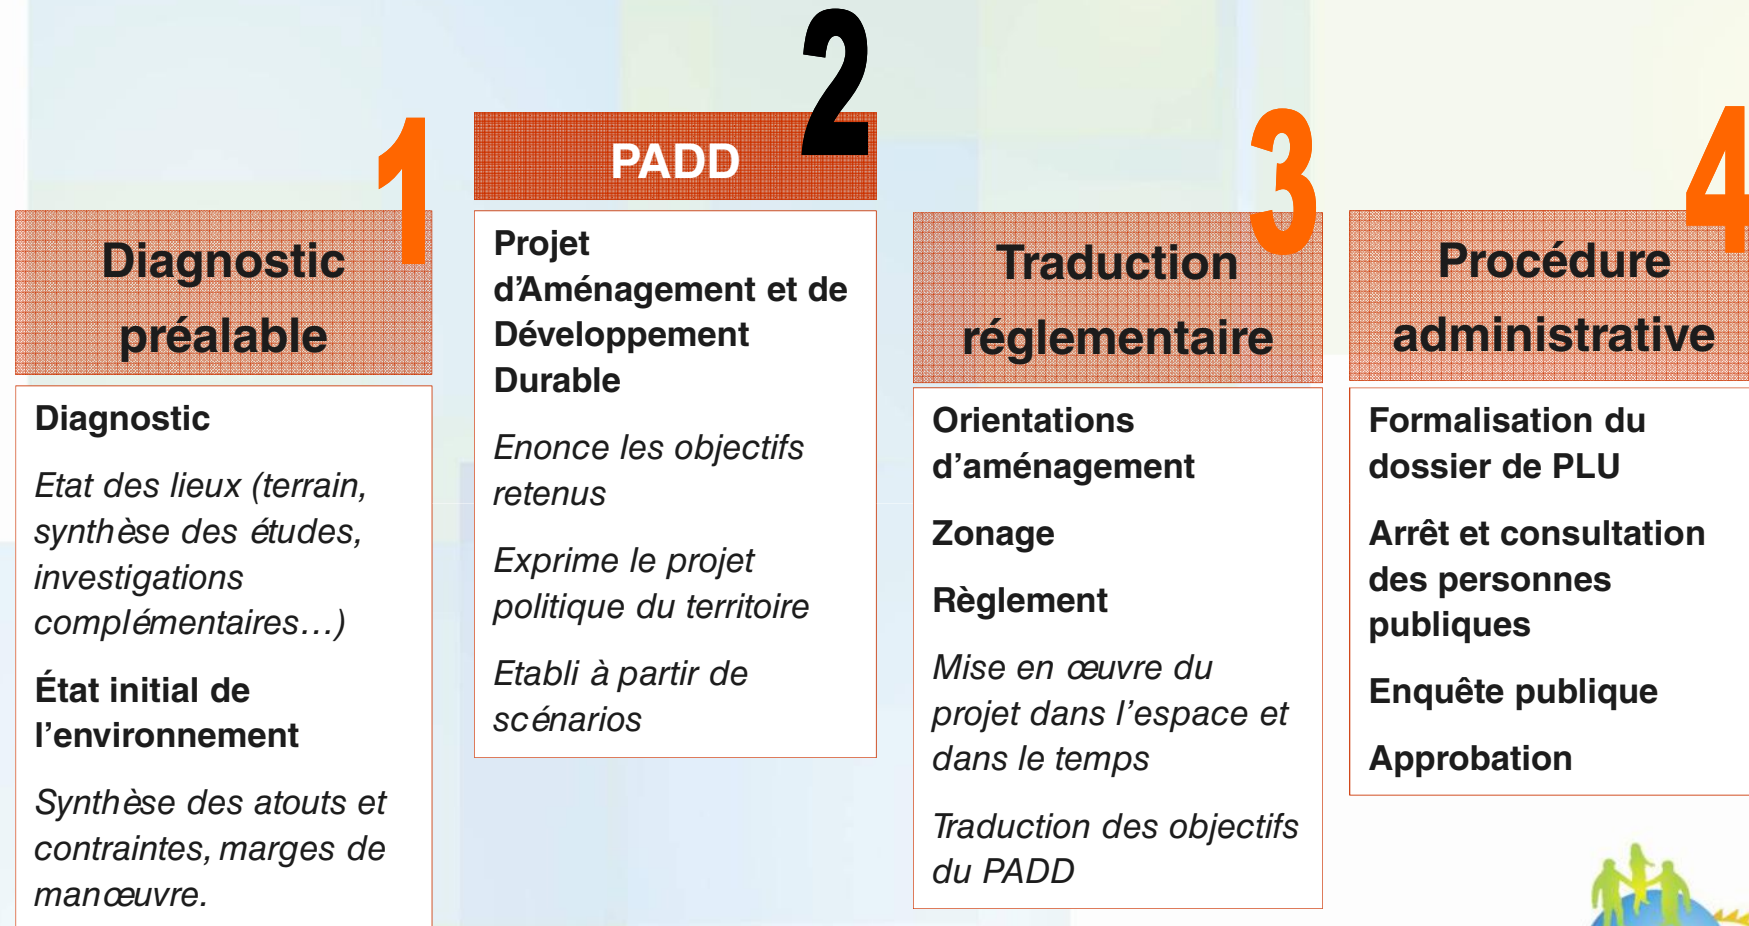 1
Diagnostic
préalable
Diagnostic
Etat des lieux (terrain,
synthèse des études,
investigations
complémentaires…)
État initial de
l’environnement
Synthèse des atouts et
contraintes, marges de
manœuvre.
2
PADD
Projet
d’Aménagement et de
Développement
Durable
Enonce les objectifs
retenus
Exprime le projet
politique du territoire
Etabli à partir de
scénarios
3
Traduction
réglementaire
Orientations
d’aménagement
Zonage
Règlement
Mise en œuvre du
projet dans l’espace et
dans le temps
Traduction des objectifs
du PADD
4
Procédure
administrative
Formalisation du
dossier de PLU
Arrêt et consultation
des personnes
publiques
Enquête publique
Approbation